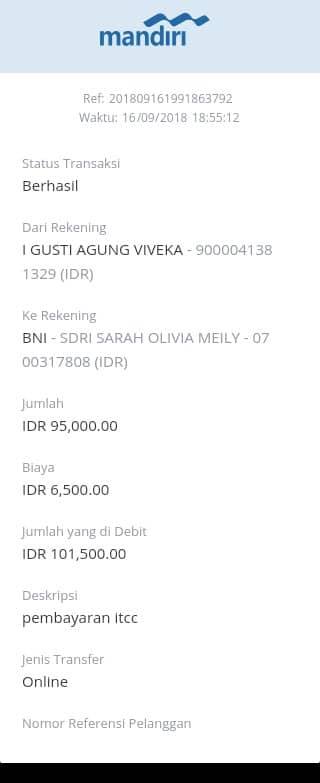 mandiri
Ref: 201809161991863792
Waktu: 16/09/2018 18:55:12
Status Transaksi
Berhasil
Dari Rekening
I GUSTI AGUNG VIVEKA - 900004138
1329 (IDR)
Ke Rekening
BNI - SDRI SARAH OLIVIA MEILY - 07
00317808 (IDR)
Jumlah
IDR 95,000.00
Biaya
IDR 6,500.00
Jumlah yang di Debit
IDR 101,500.00
Deskripsi
pembayaran itcc
Jenis Transfer
Online
Nomor Referensi Pelanggan